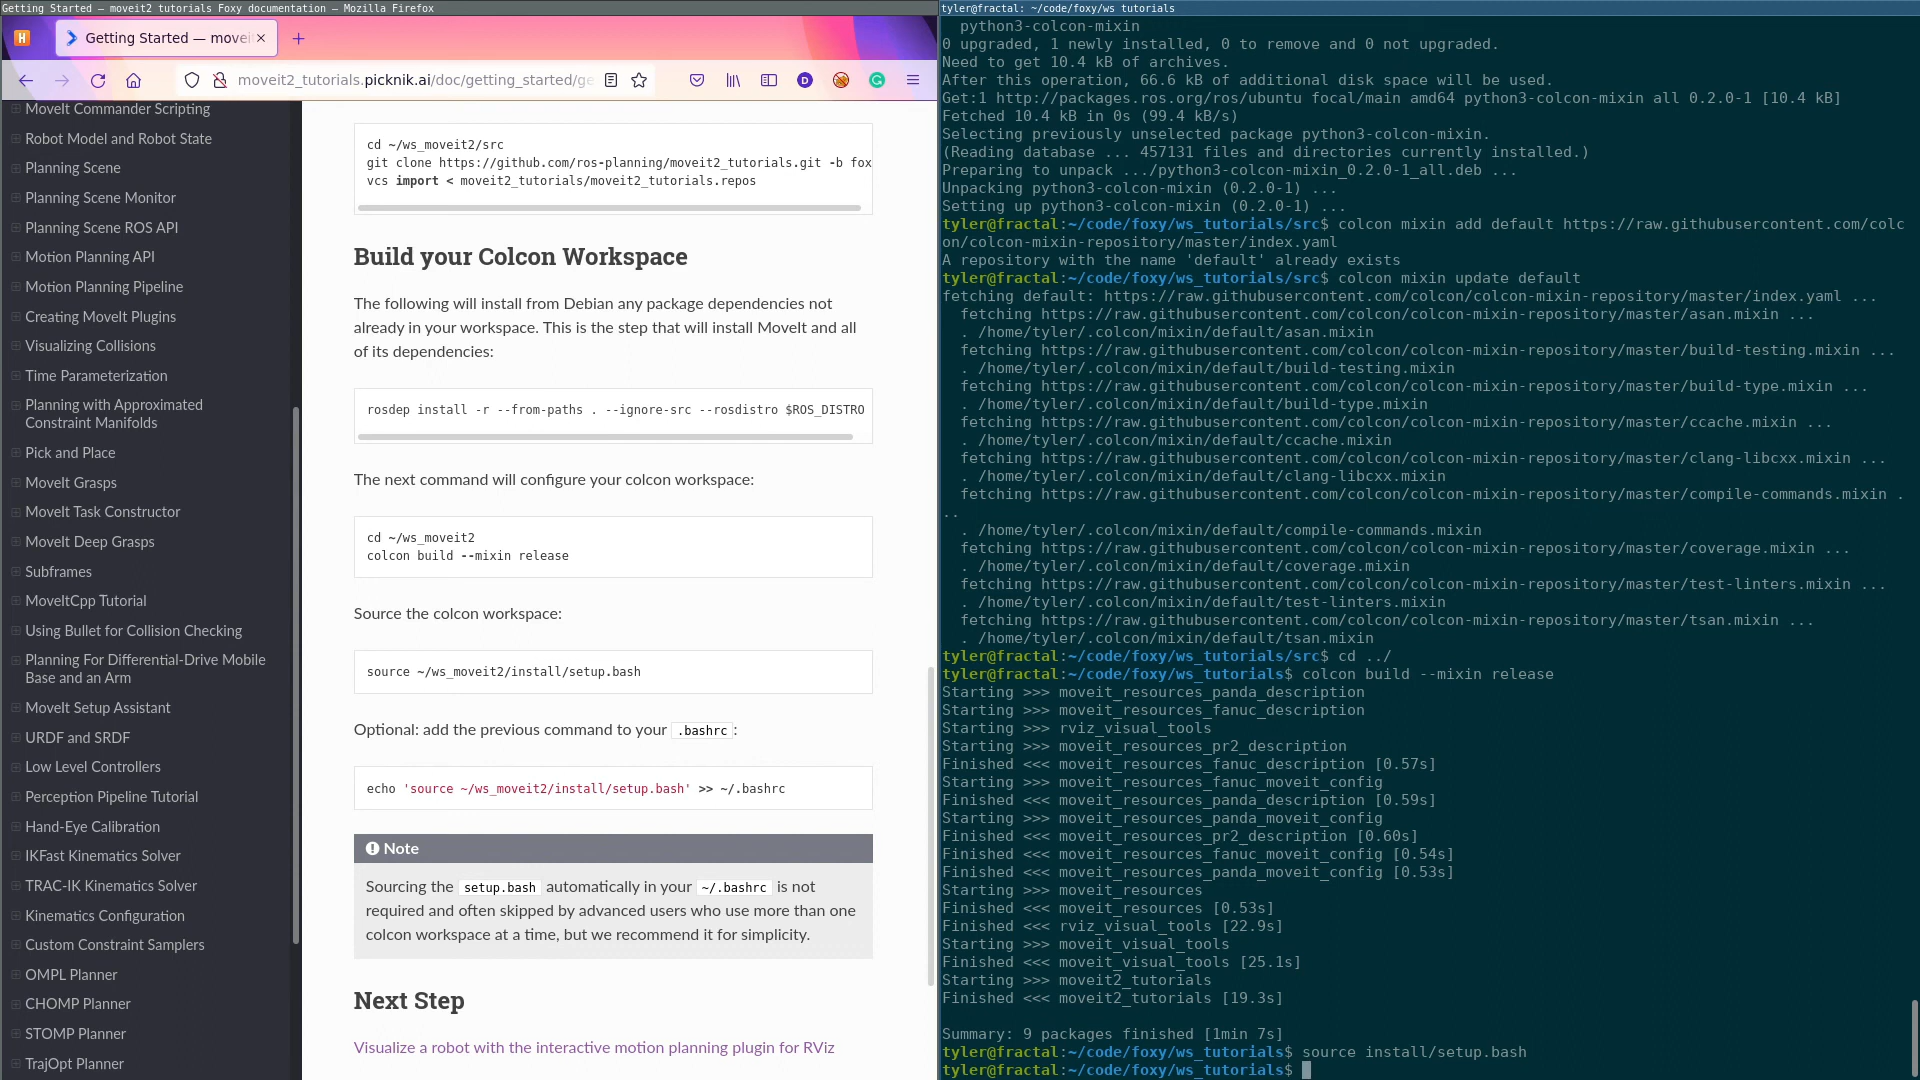 Getting Started — moveit2 tutorials Foxy documentation — Mozilla Firefox
Getting Started — movei
moveit2_tutorials.picknik.ai/doc/getting_started/ge
MoveIt Commander Scripting
Robot Model and Robot State
Planning Scene
Planning Scene Monitor
Planning Scene ROS API
Motion Planning API
Motion Planning Pipeline
Creating MoveIt Plugins
Visualizing Collisions
Time Parameterization
Planning with Approximated
Constraint Manifolds
Pick and Place
MoveIt Grasps
MoveIt Task Constructor
MoveIt Deep Grasps
Subframes
MoveItCpp Tutorial
Using Bullet for Collision Checking
Planning For Differential-Drive Mobile
Base and an Arm
MoveIt Setup Assistant
URDF and SRDF
Low Level Controllers
Perception Pipeline Tutorial
Hand-Eye Calibration
IKFast Kinematics Solver
TRAC-IK Kinematics Solver
Kinematics Configuration
Custom Constraint Samplers
OMPL Planner
CHOMP Planner
STOMP Planner
TrajOpt Planner
cd ~/ws_moveit2/src
git clone https://github.com/ros-planning/moveit2_tutorials.git -b fox
vcs import < moveit2_tutorials/moveit2_tutorials.repos
Build your Colcon Workspace
The following will install from Debian any package dependencies not
already in your workspace. This is the step that will install MoveIt and all
of its dependencies:
rosdep install -r --from-paths . --ignore-src --rosdistro $ROS_DISTRO
The next command will configure your colcon workspace:
cd ~/ws_moveit2
colcon build --mixin release
Source the colcon workspace:
source ~/ws_moveit2/install/setup.bash
Optional: add the previous command to your .bashrc:
echo 'source ~/ws_moveit2/install/setup.bash' >> ~/.bashrc
Note
Sourcing the setup.bash automatically in your ~/.bashrc is not
required and often skipped by advanced users who use more than one
colcon workspace at a time, but we recommend it for simplicity.
Next Step
Visualize a robot with the interactive motion planning plugin for RViz
tyler@fractal: ~/code/foxy/ws tutorials
python3-colcon-mixin
0 upgraded, 1 newly installed, 0 to remove and 0 not upgraded.
Need to get 10.4 kB of archives.
After this operation, 66.6 kB of additional disk space will be used.
Get:1 http://packages.ros.org/ros/ubuntu focal/main amd64 python3-colcon-mixin all 0.2.0-1 [10.4 kB]
Fetched 10.4 kB in 0s (99.4 kB/s)
Selecting previously unselected package python3-colcon-mixin.
(Reading database ... 457131 files and directories currently installed.)
Preparing to unpack .../python3-colcon-mixin_0.2.0-1_all.deb ...
Unpacking python3-colcon-mixin (0.2.0-1) ...
Setting up python3-colcon-mixin (0.2.0-1) ...
tyler@fractal:~/code/foxy/ws_tutorials/src$ colcon mixin add default https://raw.githubusercontent.com/colc
on/colcon-mixin-repository/master/index.yaml
A repository with the name 'default' already exists
tyler@fractal:~/code/foxy/ws_tutorials/src$ colcon mixin update default
fetching default: https://raw.githubusercontent.com/colcon/colcon-mixin-repository/master/index.yaml ...
fetching https://raw.githubusercontent.com/colcon/colcon-mixin-repository/master/asan.mixin ...
. /home/tyler/.colcon/mixin/default/asan.mixin
fetching https://raw.githubusercontent.com/colcon/colcon-mixin-repository/master/build-testing.mixin ...
. /home/tyler/.colcon/mixin/default/build-testing.mixin
fetching https://raw.githubusercontent.com/colcon/colcon-mixin-repository/master/build-type.mixin ...
. /home/tyler/.colcon/mixin/default/build-type.mixin
fetching https://raw.githubusercontent.com/colcon/colcon-mixin-repository/master/ccache.mixin ...
. /home/tyler/.colcon/mixin/default/ccache.mixin
fetching https://raw.githubusercontent.com/colcon/colcon-mixin-repository/master/clang-libcxx.mixin ...
. /home/tyler/.colcon/mixin/default/clang-libcxx.mixin
fetching https://raw.githubusercontent.com/colcon/colcon-mixin-repository/master/compile-commands.mixin .
..
. /home/tyler/.colcon/mixin/default/compile-commands.mixin
fetching https://raw.githubusercontent.com/colcon/colcon-mixin-repository/master/coverage.mixin ...
. /home/tyler/.colcon/mixin/default/coverage.mixin
fetching https://raw.githubusercontent.com/colcon/colcon-mixin-repository/master/test-linters.mixin ...
. /home/tyler/.colcon/mixin/default/test-linters.mixin
fetching https://raw.githubusercontent.com/colcon/colcon-mixin-repository/master/tsan.mixin ...
. /home/tyler/.colcon/mixin/default/tsan.mixin
tyler@fractal:~/code/foxy/ws_tutorials/src$ cd ../
tyler@fractal:~/code/foxy/ws_tutorials$ colcon build --mixin release
Starting >>> moveit_resources_panda_description
Starting >>> moveit_resources_fanuc_description
Starting >>> rviz_visual_tools
Starting >>> moveit_resources_pr2_description
Finished <<< moveit_resources_fanuc_description [0.57s]
Starting >>> moveit_resources_fanuc_moveit_config
Finished <<< moveit_resources_panda_description [0.59s]
Starting >>> moveit_resources_panda_moveit_config
Finished <<< moveit_resources_pr2_description [0.60s]
Finished <<< moveit_resources_fanuc_moveit_config [0.54s]
Finished <<< moveit_resources_panda_moveit_config [0.53s]
Starting >>> moveit_resources
Finished <<< moveit_resources [0.53s]
Finished <<< rviz_visual_tools [22.9s]
Starting >>> moveit_visual_tools
Finished <<< moveit_visual_tools [25.1s]
Starting >>> moveit2_tutorials
Finished <<< moveit2_tutorials [19.3s]
Summary: 9 packages finished [1min 7s]
tyler@fractal:~/code/foxy/ws_tutorials$ source install/setup.bash
tyler@fractal:~/code/foxy/ws_tutorials$